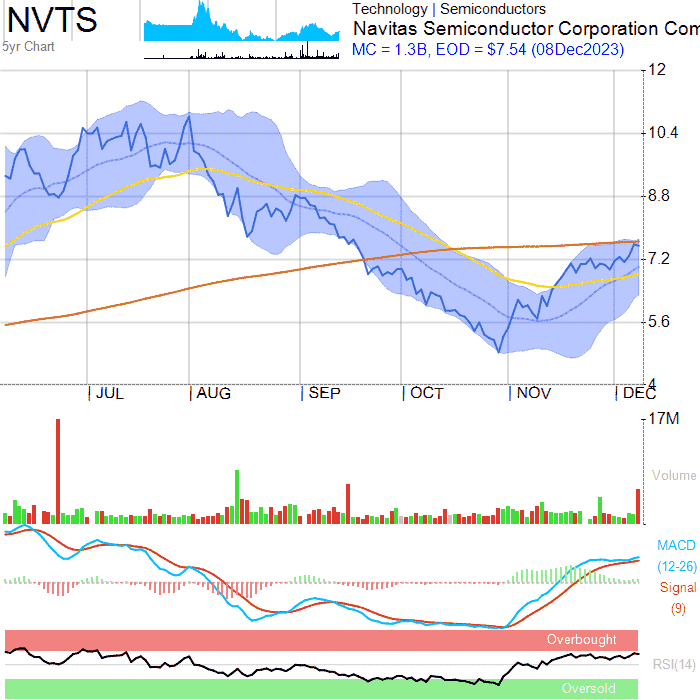 NVTS
5yr Chart
Technology | Semiconductors
Navitas Semiconductor Corporation Com
MC = 1.3B, EOD = $7.54 (08Dec2023)
12
10.4
8.8
7.2
5.6
4
JUL AUG SEP OCT NOV DEC
17M
Volume
MACD
(12-26)
Signal
(9)
Overbought
RSI(14)
Oversold